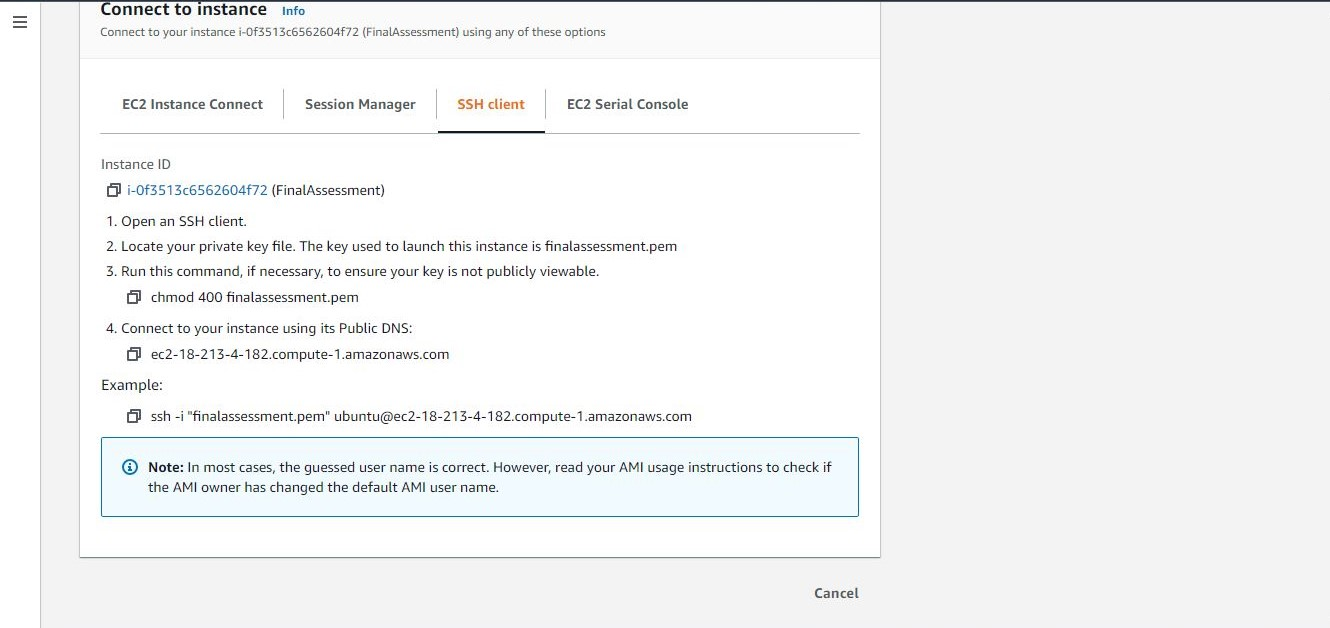 Connect to instance Info
Connect to your instance i-0f3513c6562604f72 (FinalAssessment) using any of these options
EC2 Instance Connect
Session Manager
SSH client
EC2 Serial Console
Instance ID
i-0f3513c6562604f72 (FinalAssessment)
1. Open an SSH client.
2. Locate your private key file. The key used to launch this instance is finalassessment.pem
3. Run this command, if necessary, to ensure your key is not publicly viewable.
chmod 400 finalassessment.pem
4. Connect to your instance using its Public DNS:
ec2-18-213-4-182.compute-1.amazonaws.com
Example:
ssh -i "finalassessment.pem" ubuntu@ec2-18-213-4-182.compute-1.amazonaws.com
Note: In most cases, the guessed user name is correct. However, read your AMI usage instructions to check if
the AMI owner has changed the default AMI user name.
Cancel